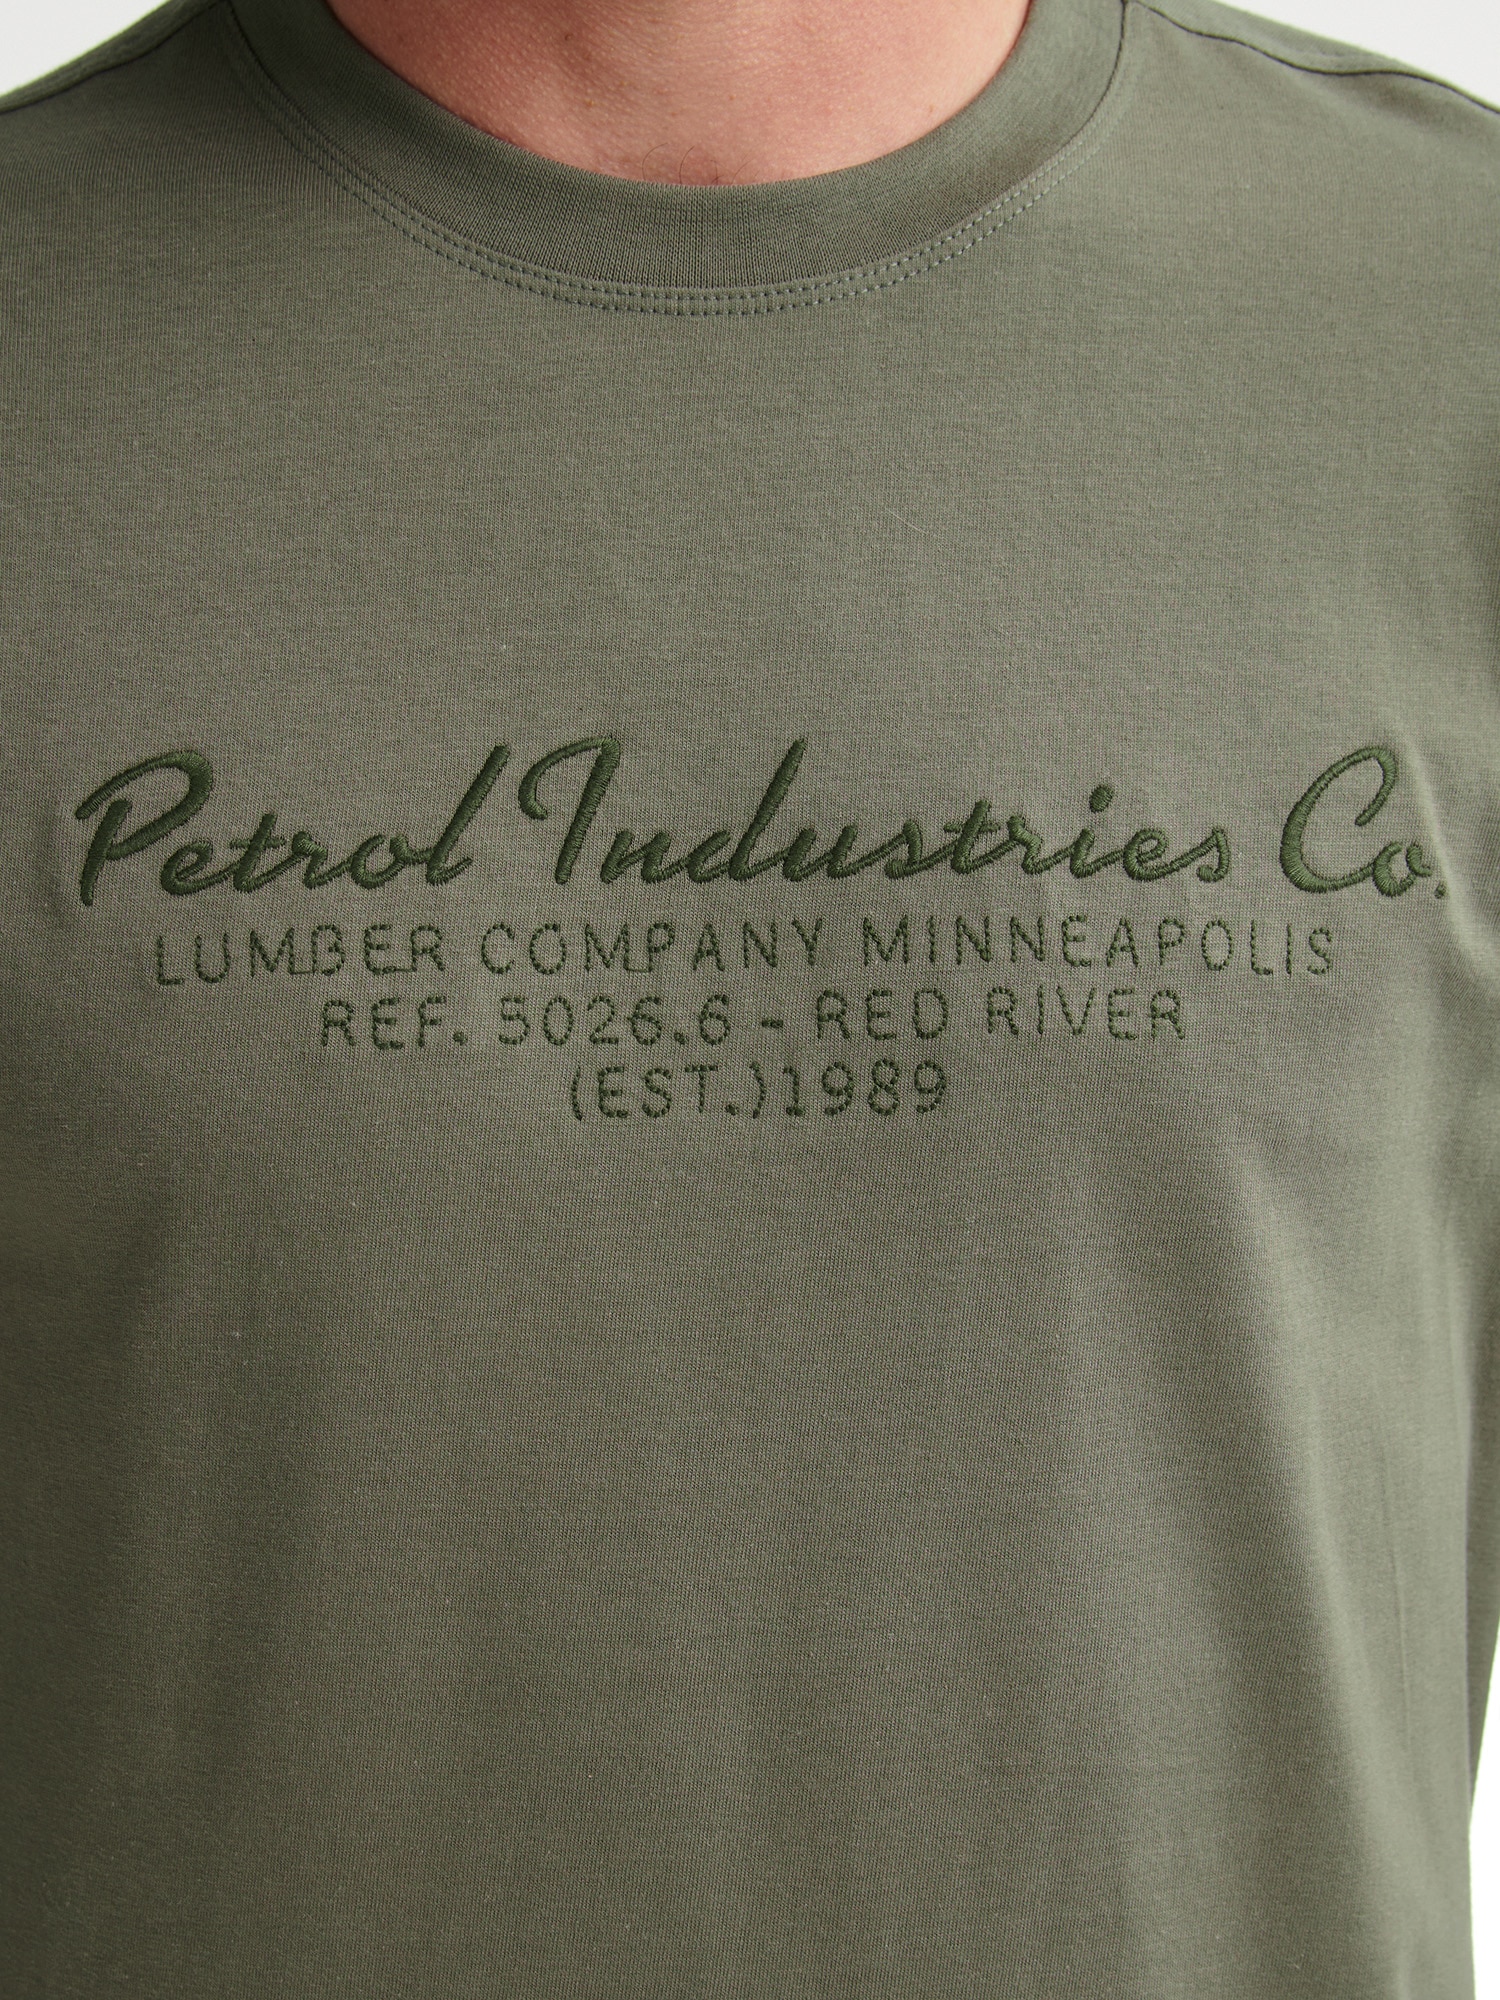 Petrol Industries Co.
LUMBER COMPANY MINNEAPOLIS
REF. 5026.6 - RED RIVER
(EST.)1989